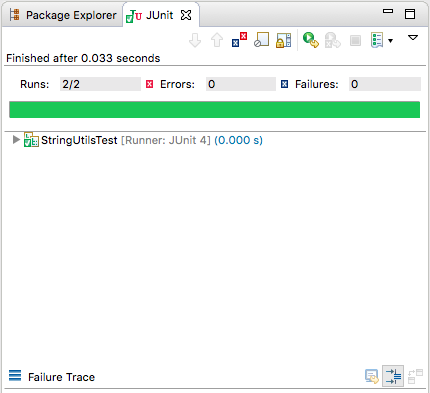 Package Explorer JUnit
Finished after 0.033 seconds
Runs: 2/2 Errors: 0 Failures: 0
StringUtilsTest [Runner: JUnit 4] (0.000 s)
Failure Trace